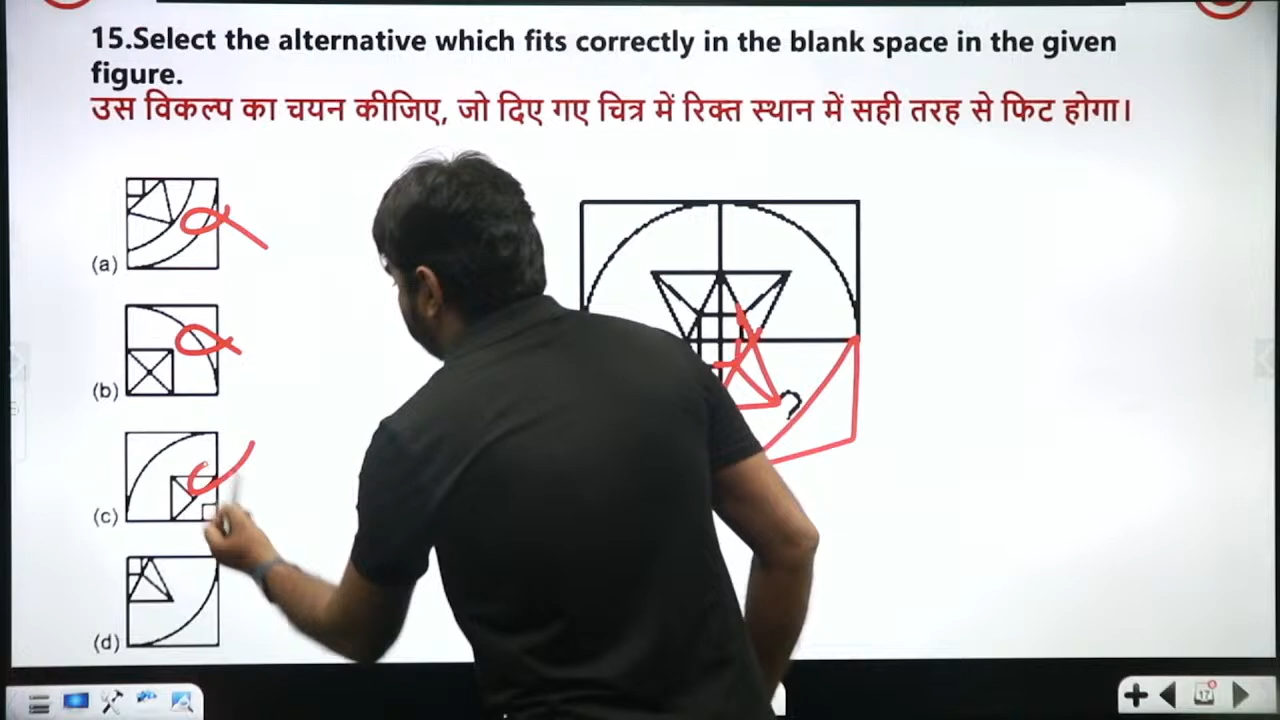 15.Select the alternative which fits correctly in the blank space in the given
figure.
उस विकल्प का चयन कीजिए, जो दिए गए चित्र में रिक्त स्थान में सही तरह से फिट होगा।
(a)
(b)
(c)
(d)
?
17